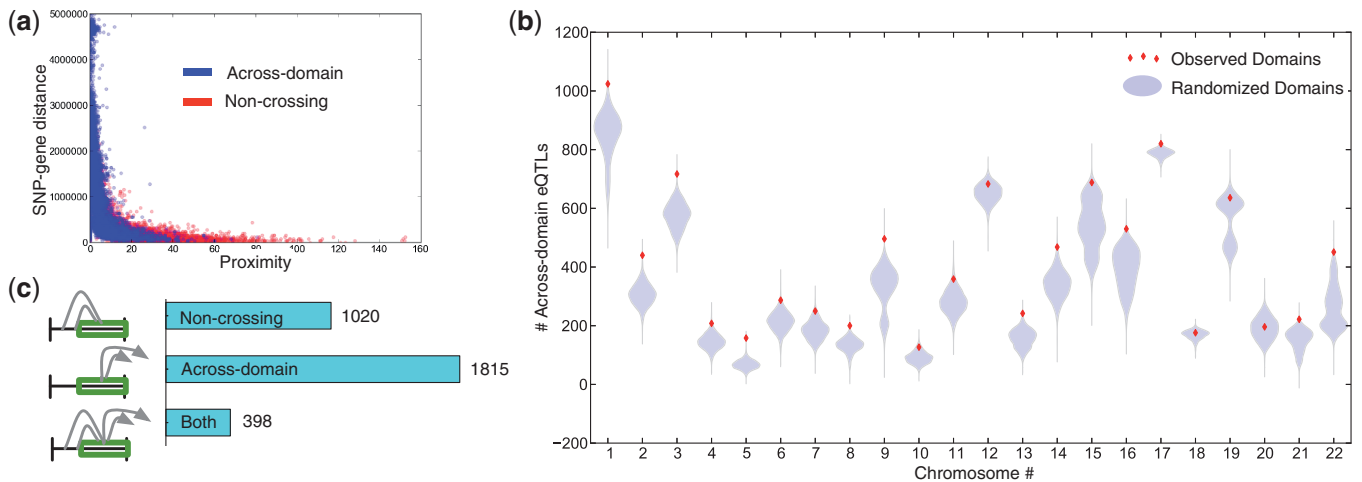 (a)
5000000
4000000
3000000
2000000
1000000
0
SNP-gene distance
0 20 40 60 80 100 120 140 160
Proximity
Across-domain
Non-crossing
(b)
1200
1000
800
600
400
200
0
−200
# Across-domain eQTLs
1 2 3 4 5 6 7 8 9 10 11 12 13 14 15 16 17 18 19 20 21 22
Chromosome #
Observed Domains
Randomized Domains
(c)
Non-crossing 1020
Across-domain 1815
Both 398